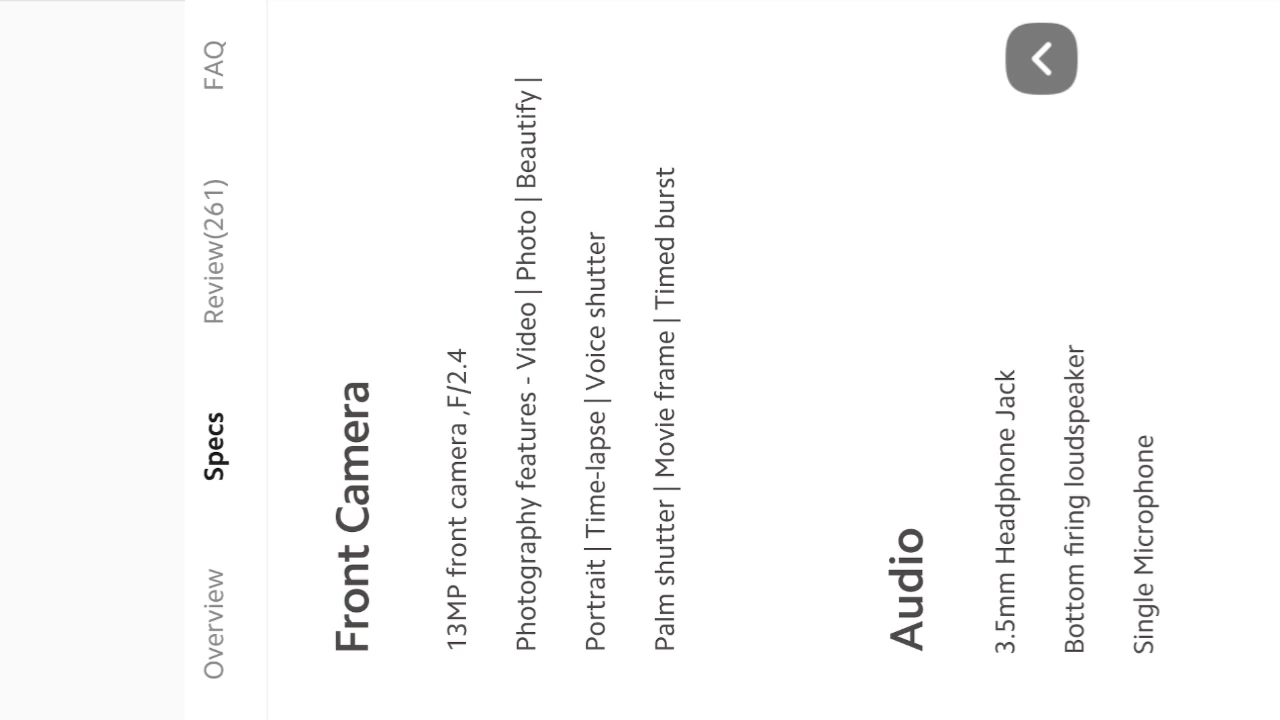 Overview Specs Review(261) FAQ
Front Camera
13MP front camera ,F/2.4
Photography features - Video | Photo | Beautify |
Portrait | Time-lapse | Voice shutter
Palm shutter | Movie frame | Timed burst
Audio
3.5mm Headphone Jack
Bottom firing loudspeaker
Single Microphone